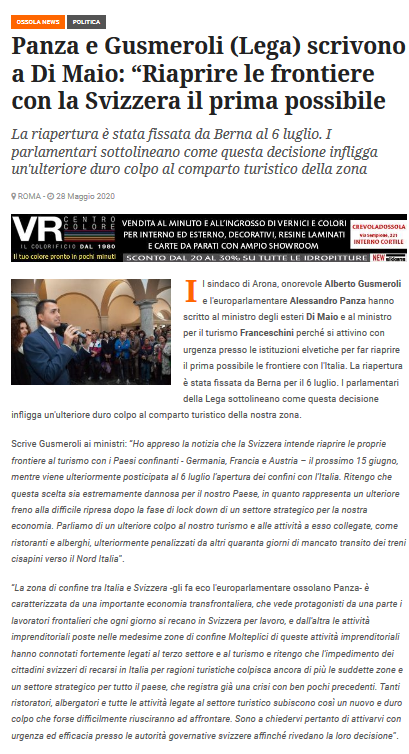 OSSOLA NEWS POLITICA
Panza e Gusmeroli (Lega) scrivono
a Di Maio: “Riaprire le frontiere
con la Svizzera il prima possibile
La riapertura è stata fissata da Berna al 6 luglio. I
parlamentari sottolineano come questa decisione infligga
un'ulteriore duro colpo al comparto turistico della zona
ROMA - 28 Maggio 2020
VR CENTRO COLORE
IL COLORIFICIO DAL 1980
Il tuo colore pronto in pochi minuti
VENDITA AL MINUTO E ALL'INGROSSO DI VERNICI E COLORI
PER INTERNO ED ESTERNO, DECORATIVI, RESINE LAMINATI
E CARTE DA PARATI CON AMPIO SHOWROOM
SCONTO DAL 20 AL 30% SU TUTTE LE IDROPITTURE
CREVOLADOSSOLA
via Sempione, 221
INTERNO CORTILE
NEW
Il sindaco di Arona, onorevole Alberto Gusmeroli
e l'europarlamentare Alessandro Panza hanno
scritto al ministro degli esteri Di Maio e al ministro
per il turismo Franceschini perché si attivino con
urgenza presso le istituzioni elvetiche per far riaprire
il prima possibile le frontiere con l'Italia. La riapertura
è stata fissata da Berna per il 6 luglio. I parlamentari
della Lega sottolineano come questa decisione
infligga un'ulteriore duro colpo al comparto turistico della nostra zona.
Scrive Gusmeroli ai ministri: “Ho appreso la notizia che la Svizzera intende riaprire le proprie
frontiere al turismo con i Paesi confinanti - Germania, Francia e Austria – il prossimo 15 giugno,
mentre viene ulteriormente posticipata al 6 luglio l'apertura dei confini con l'Italia. Ritengo che
questa scelta sia estremamente dannosa per il nostro Paese, in quanto rappresenta un ulteriore
freno alla difficile ripresa dopo la fase di lock down di un settore strategico per la nostra
economia. Parliamo di un ulteriore colpo al nostro turismo e alle attività a esso collegate, come
ristoranti e alberghi, ulteriormente penalizzati da altri quaranta giorni di mancato transito dei treni
cisapini verso il Nord Italia”.
“La zona di confine tra Italia e Svizzera -gli fa eco l'europarlamentare ossolano Panza- è
caratterizzata da una importante economia transfrontaliera, che vede protagonisti da una parte i
lavoratori frontalieri che ogni giorno si recano in Svizzera per lavoro, e dall'altra le attività
imprenditoriali poste nelle medesime zone di confine Molteplici di queste attività imprenditoriali
hanno connotati fortemente legati al terzo settore e al turismo e ritengo che l'impedimento dei
cittadini svizzeri di recarsi in Italia per ragioni turistiche colpisca ancora di più le suddette zone e
un settore strategico per tutto il paese, che registra già una crisi con ben pochi precedenti. Tanti
ristoratori, albergatori e tutte le attività legate al settore turistico subiscono così un nuovo e duro
colpo che forse difficilmente riusciranno ad affrontare. Sono a chiedervi pertanto di attivarvi con
urgenza ed efficacia presso le autorità governative svizzere affinché rivedano la loro decisione”.